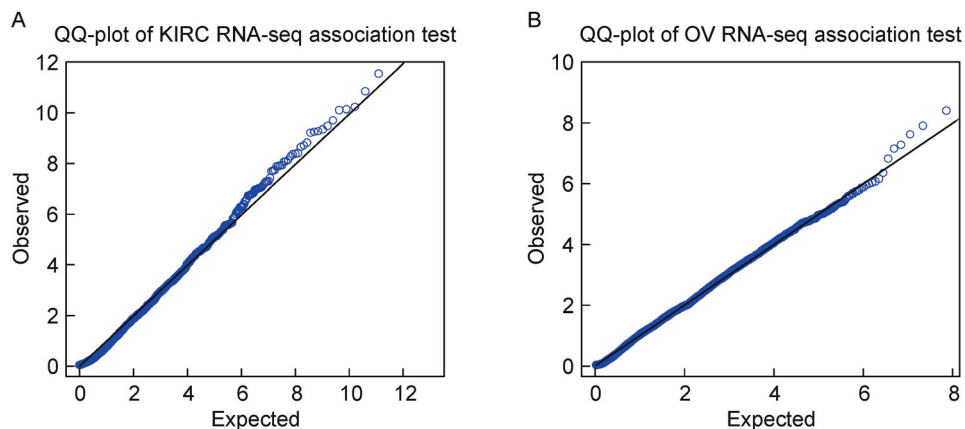 A
QQ-plot of KIRC RNA-seq association test
12
10
8
6
4
2
0
Observed
0 2 4 6 8 10 12
Expected
B
QQ-plot of OV RNA-seq association test
10
8
6
4
2
0
Observed
0 2 4 6 8
Expected